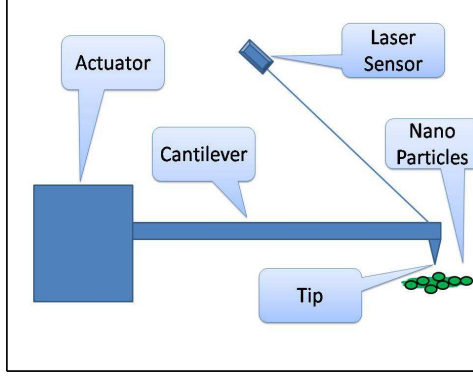 Actuator
Laser
Sensor
Nano
Particles
Cantilever
Tip